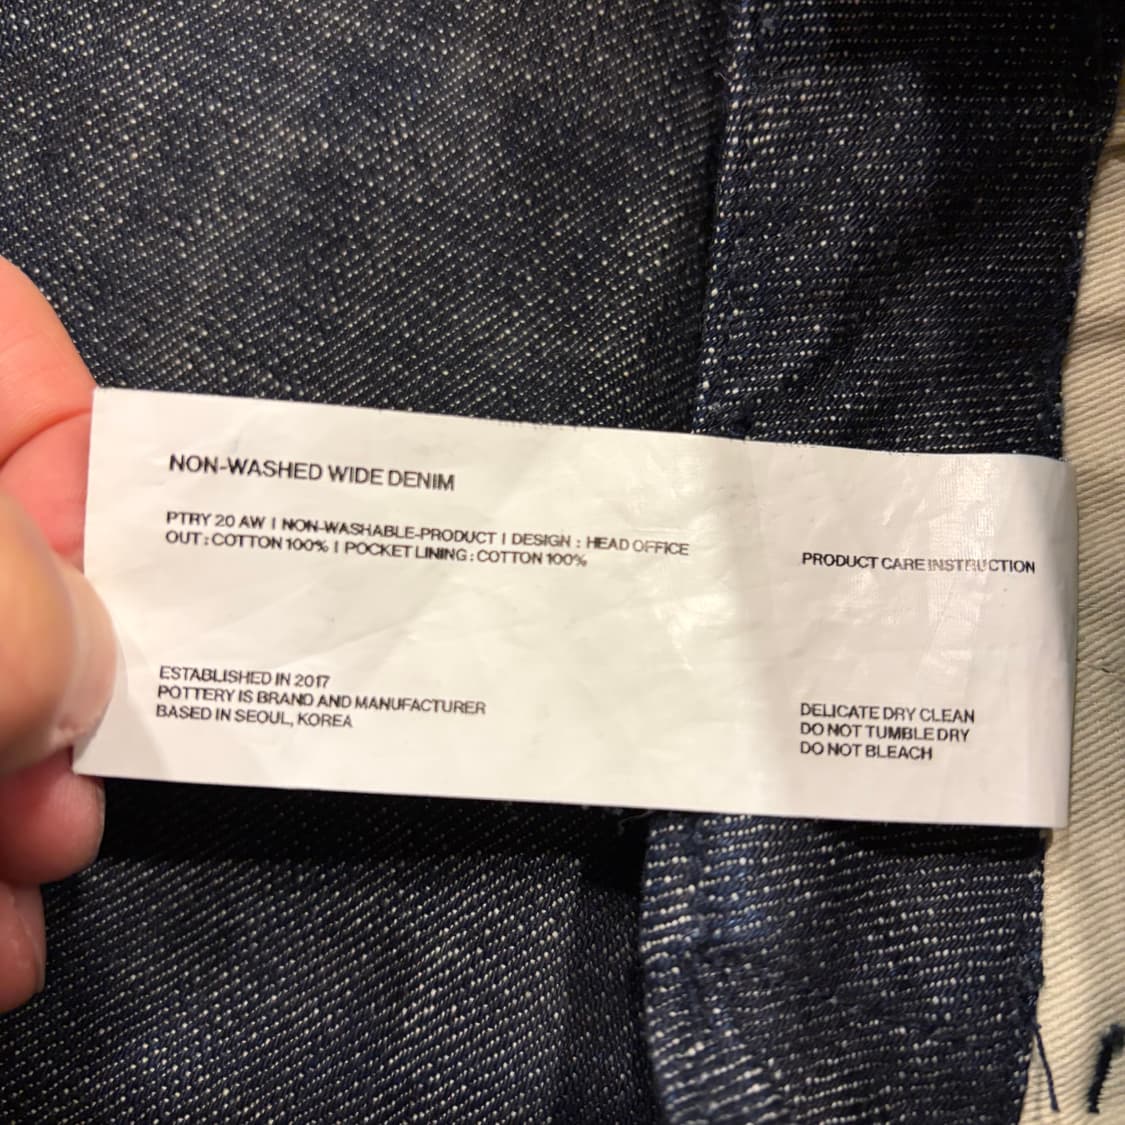 NON-WASHED WIDE DENIM
PTRY 20 AW I NON-WASHABLE-PRODUCT I DESIGN : HEAD OFFICE
OUT : COTTON 100% I POCKET LINING : COTTON 100%
ESTABLISHED IN 2017
POTTERY IS BRAND AND MANUFACTURER
BASED IN SEOUL, KOREA
PRODUCT CARE INSTRUCTION
DELICATE DRY CLEAN
DO NOT TUMBLE DRY
DO NOT BLEACH